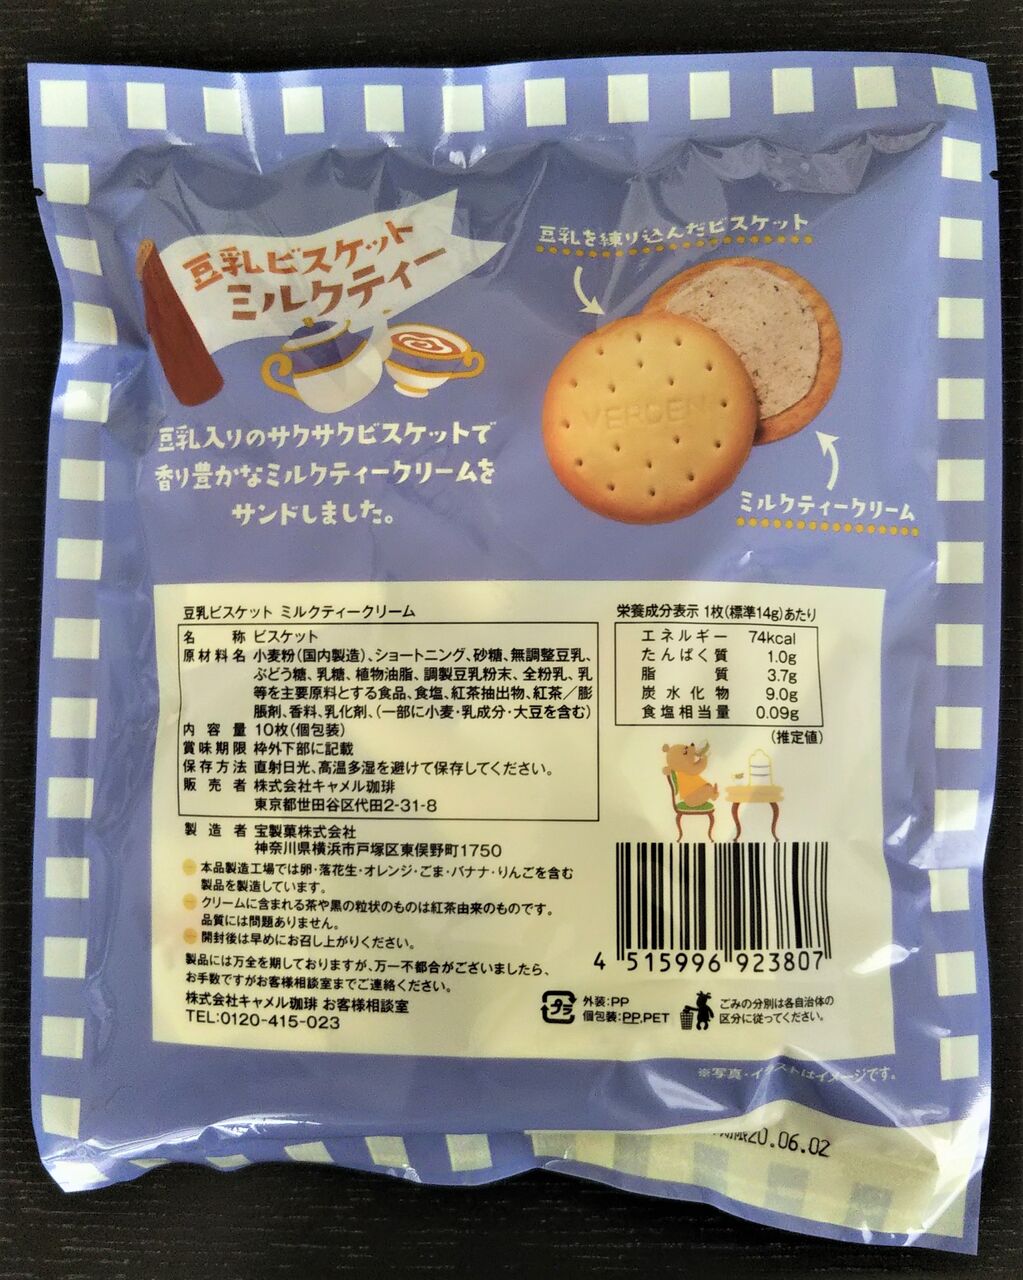 豆乳ビスケット
ミルクティー
豆乳を練り込んだビスケット
豆乳入りのサクサクビスケットで
香り豊かなミルクティークリームを
サンドしました。
ミルクティークリーム
豆乳ビスケット ミルクティークリーム
名称 ビスケット
原材料名 小麦粉(国内製造)、ショートニング、砂糖、無調整豆乳、
ぶどう糖、乳糖、植物油脂、調製豆乳粉末、全粉乳、乳
等を主要原料とする食品、食塩、紅茶抽出物、紅茶/膨
脹剤、香料、乳化剤、(一部に小麦・乳成分・大豆を含む)
内容量 10枚(個包装)
賞味期限 枠外下部に記載
保存方法 直射日光、高温多湿を避けて保存してください。
販売者 株式会社キャメル珈琲
東京都世田谷区代田2-31-8
製造者 宝製菓株式会社
神奈川県横浜市戸塚区東俣野町1750
本品製造工場では卵・落花生・オレンジ・ごま・バナナ・りんごを含む
製品を製造しています。
クリームに含まれる茶や黒の粒状のものは紅茶由来のものです。
品質には問題ありません。
開封後は早めにお召し上がりください。
製品には万全を期しておりますが、万一不都合がございましたら、
お手数ですがお客様相談室までご連絡ください。
株式会社キャメル珈琲 お客様相談室
TEL:0120-415-023
栄養成分表示 1枚(標準14g)あたり
エネルギー 74kcal
たんぱく質 1.0g
脂質 3.7g
炭水化物 9.0g
食塩相当量 0.09g
(推定値)
4 515996 923807
プラ
外装:PP
個包装:PP,PET
ごみの分別は各自治体の
区分に従ってください。
※写真・イラストはイメージです。
20.06.02